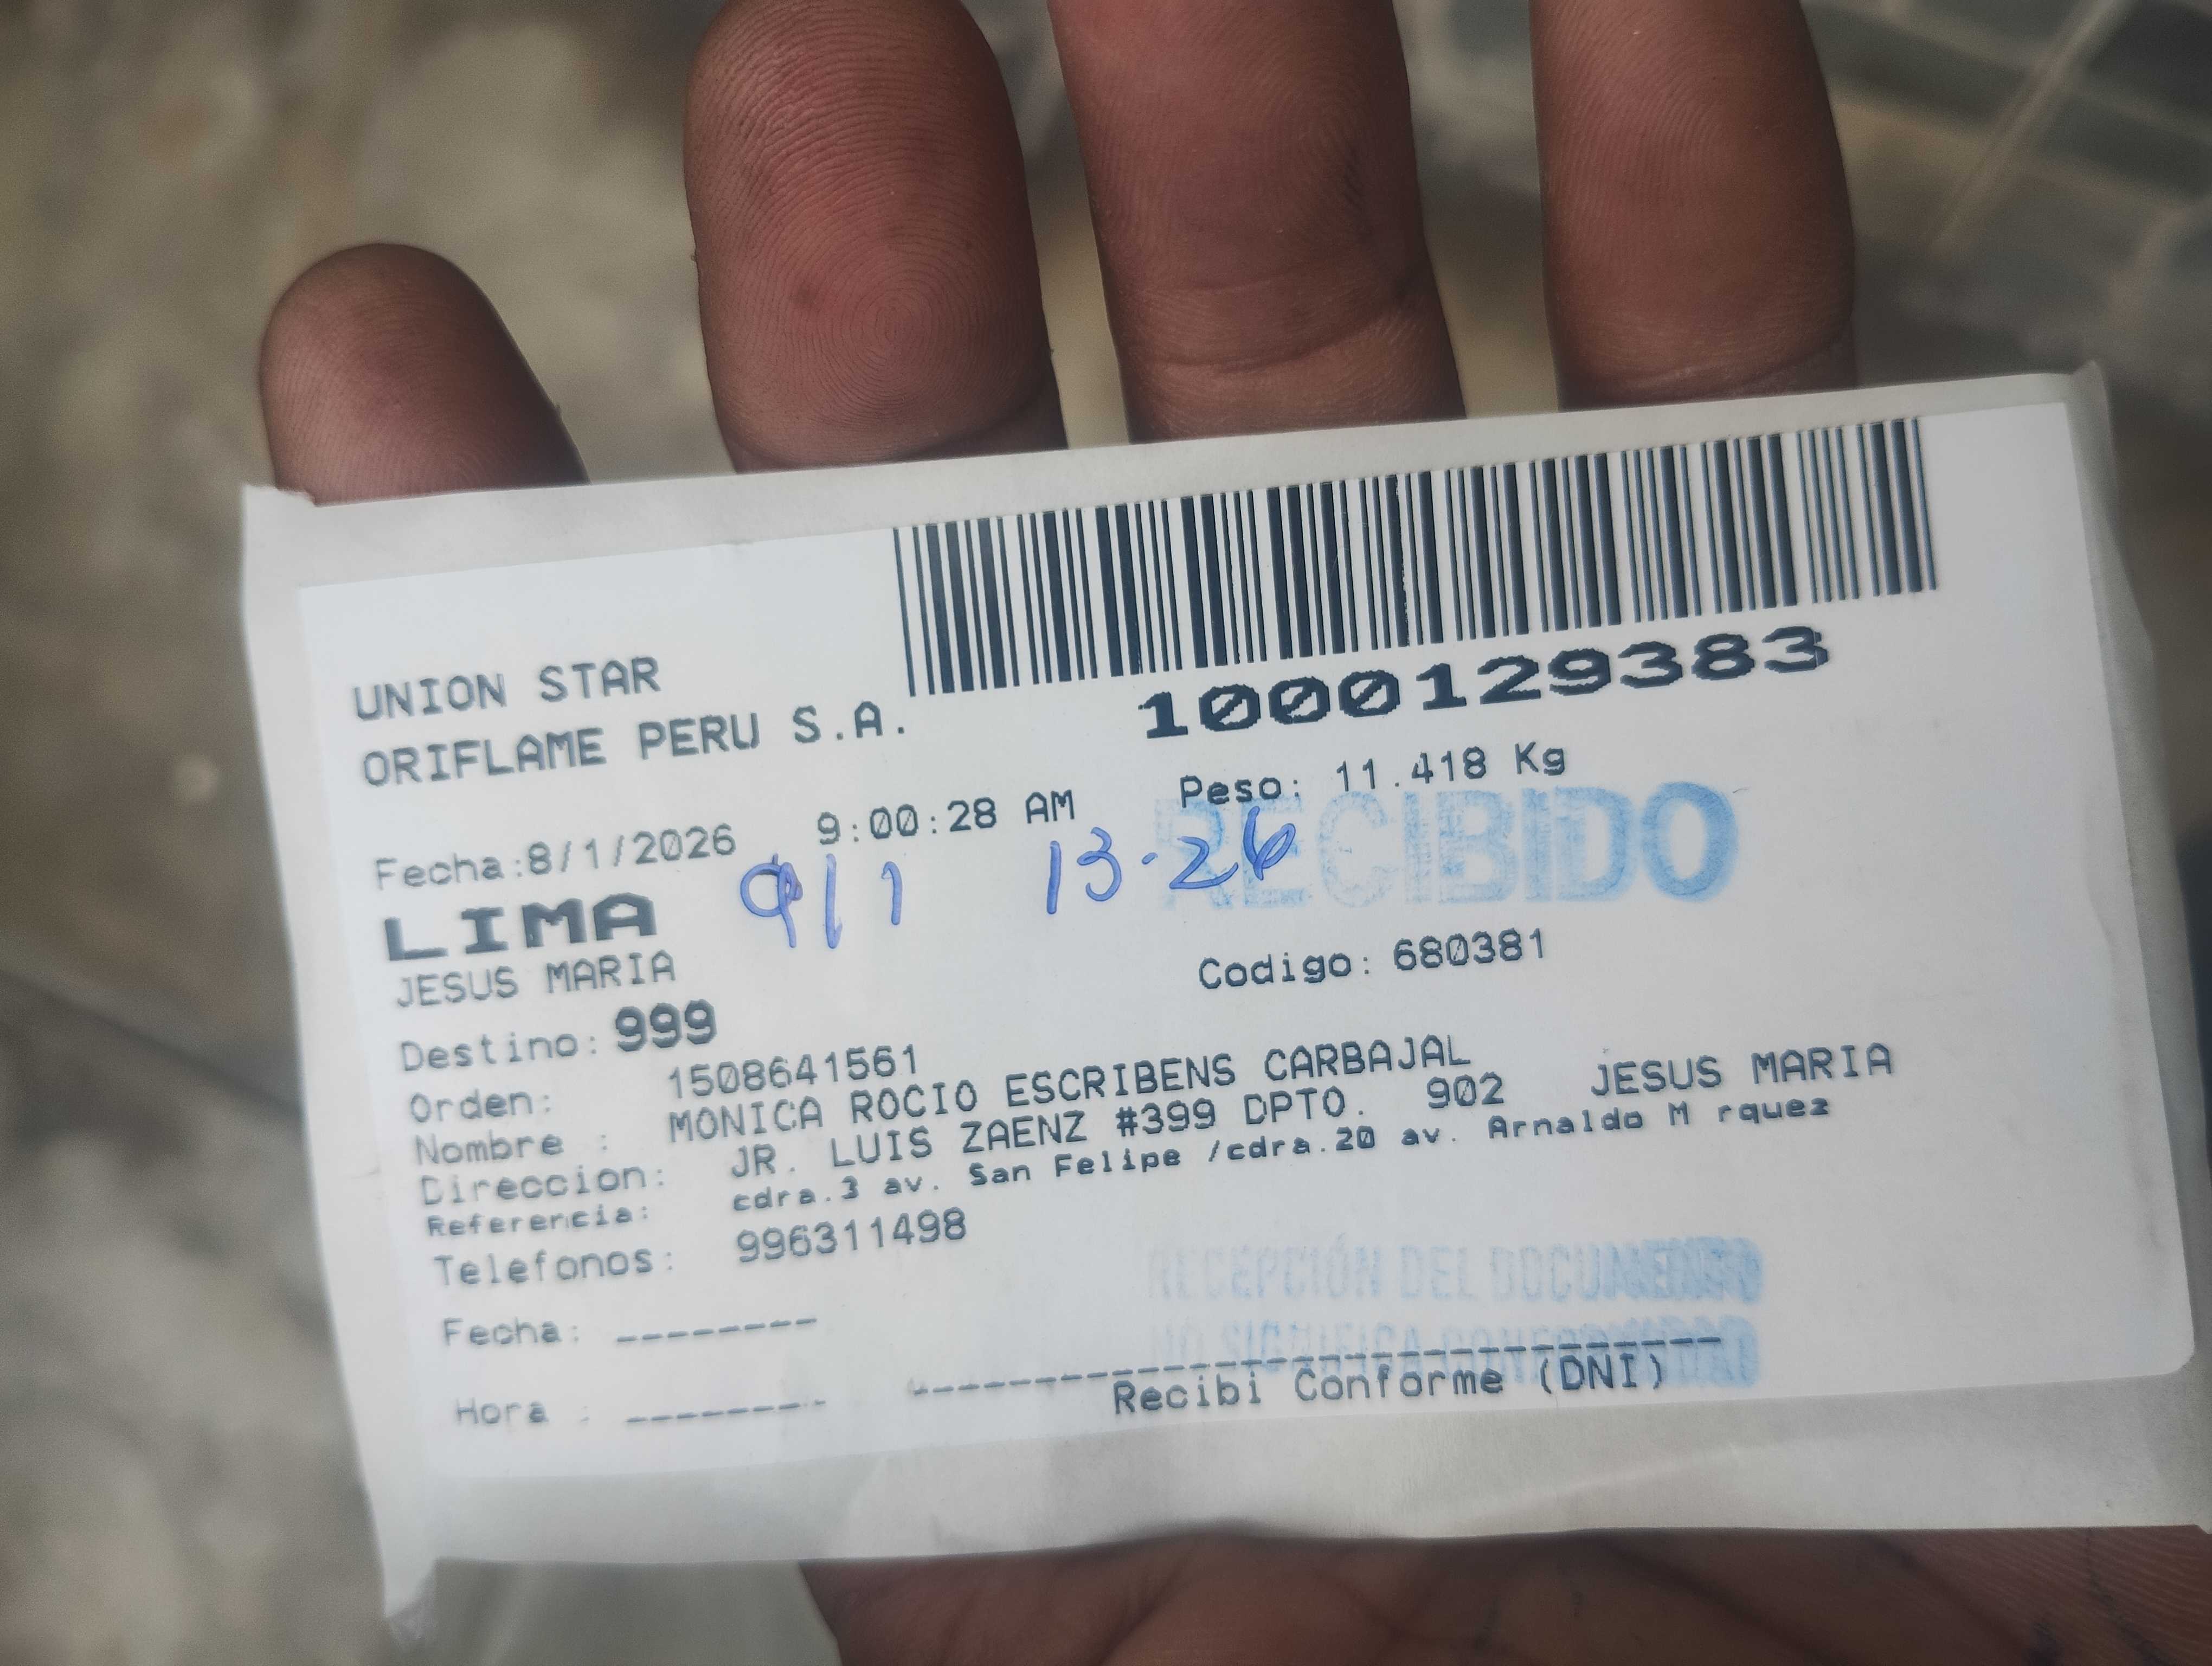 1000129383
UNION STAR
ORIFLAME PERU S.A.
Fecha:8/1/2026 9:00:28 AM Peso: 11.418 Kg
RECIBIDO
LIMA 9/1 13.26
JESUS MARIA
Destino: 999 Codigo: 680381
Orden: 1508641561
Nombre : MONICA ROCIO ESCRIBENS CARBAJAL
Direccion: JR. LUIS ZAENZ #399 DPTO. 902 JESUS MARIA
Referencia: cdra.3 av. San Felipe /cdra.20 av. Arnaldo M rquez
Telefonos: 996311498
RECEPCIÓN DEL DOCUMENTO
NO SIGNIFICA CONFORMIDAD
Fecha: --------
Hora : --------
Recibi Conforme (DNI)